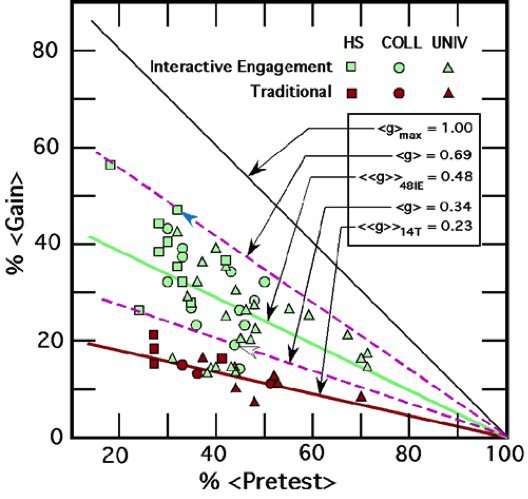 HS COLL UNIV
Interactive Engagement
Traditional
<g>max = 1.00
<g> = 0.69
<<g>>48IE = 0.48
<g> = 0.34
<<g>>14T = 0.23
% <Gain>
80
60
40
20
0
20 40 60 80 100
% <Pretest>